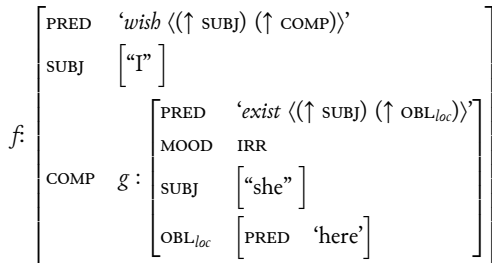 PRED ‘wish ⟨(↑ SUBJ) (↑ COMP)⟩’
SUBJ [“I”]
PRED ‘exist ⟨(↑ SUBJ) (↑ OBLloc)⟩’
MOOD IRR
f: COMP g : SUBJ [“she”]
OBLloc [PRED ‘here’]